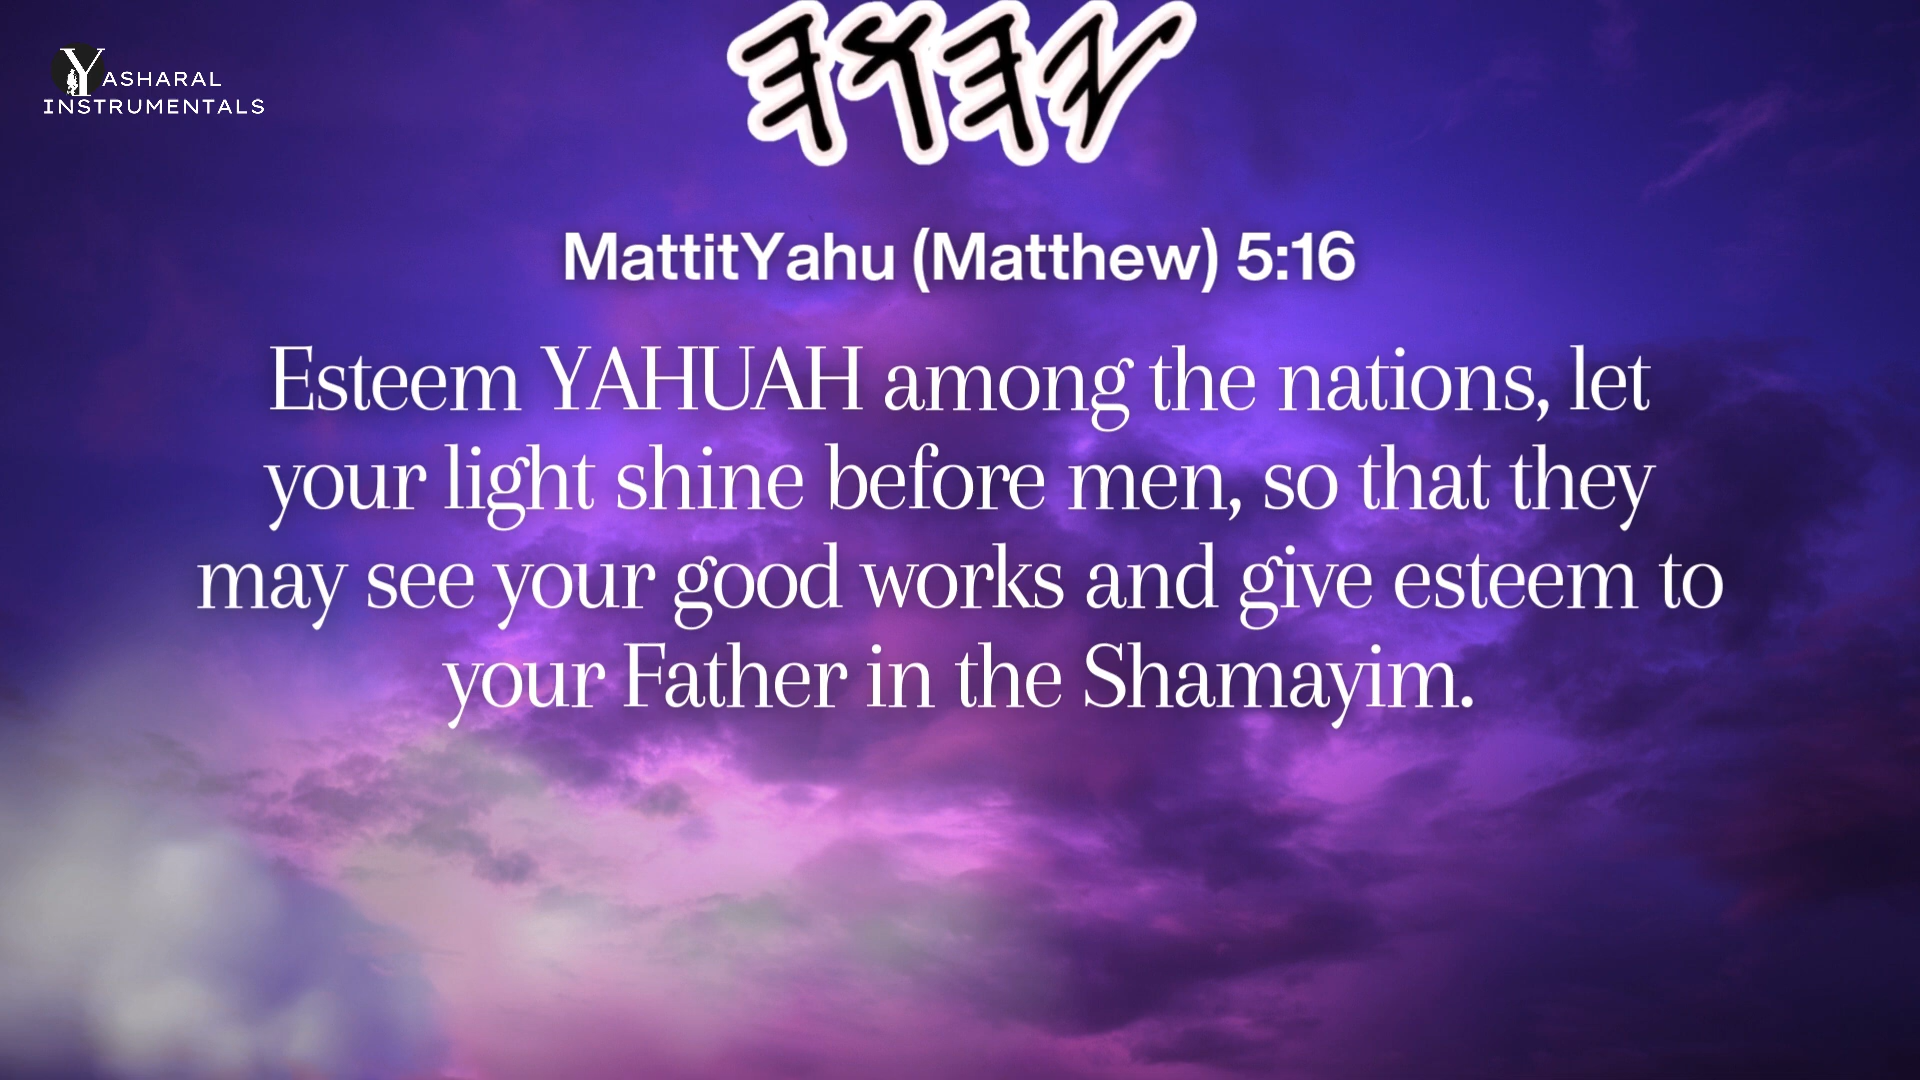 𐤉𐤄𐤅𐤄
YASHARAL
INSTRUMENTALS
MattitYahu (Matthew) 5:16
Esteem YAHUAH among the nations, let
your light shine before men, so that they
may see your good works and give esteem to
your Father in the Shamayim.